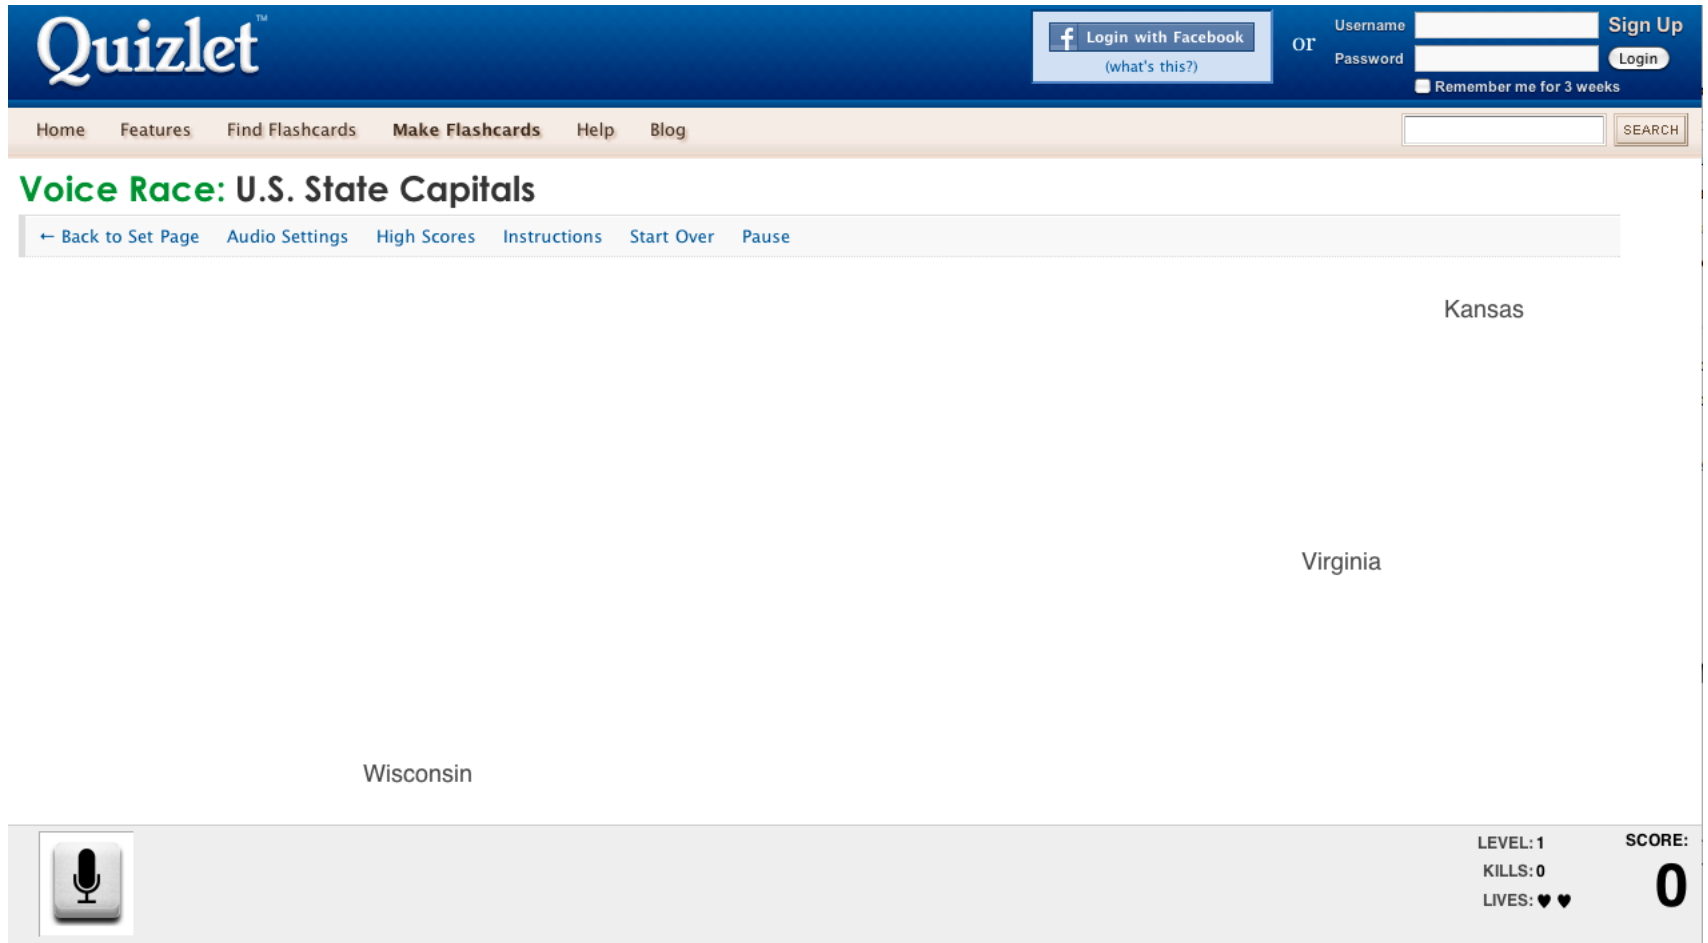 Quizlet™
Login with Facebook
(what's this?)
or
Username
Sign Up
Password
Login
Remember me for 3 weeks
Home Features Find Flashcards Make Flashcards Help Blog
SEARCH
Voice Race: U.S. State Capitals
← Back to Set Page Audio Settings High Scores Instructions Start Over Pause
Kansas
Virginia
Wisconsin
LEVEL: 1
KILLS: 0
LIVES: ♥ ♥
SCORE:
0